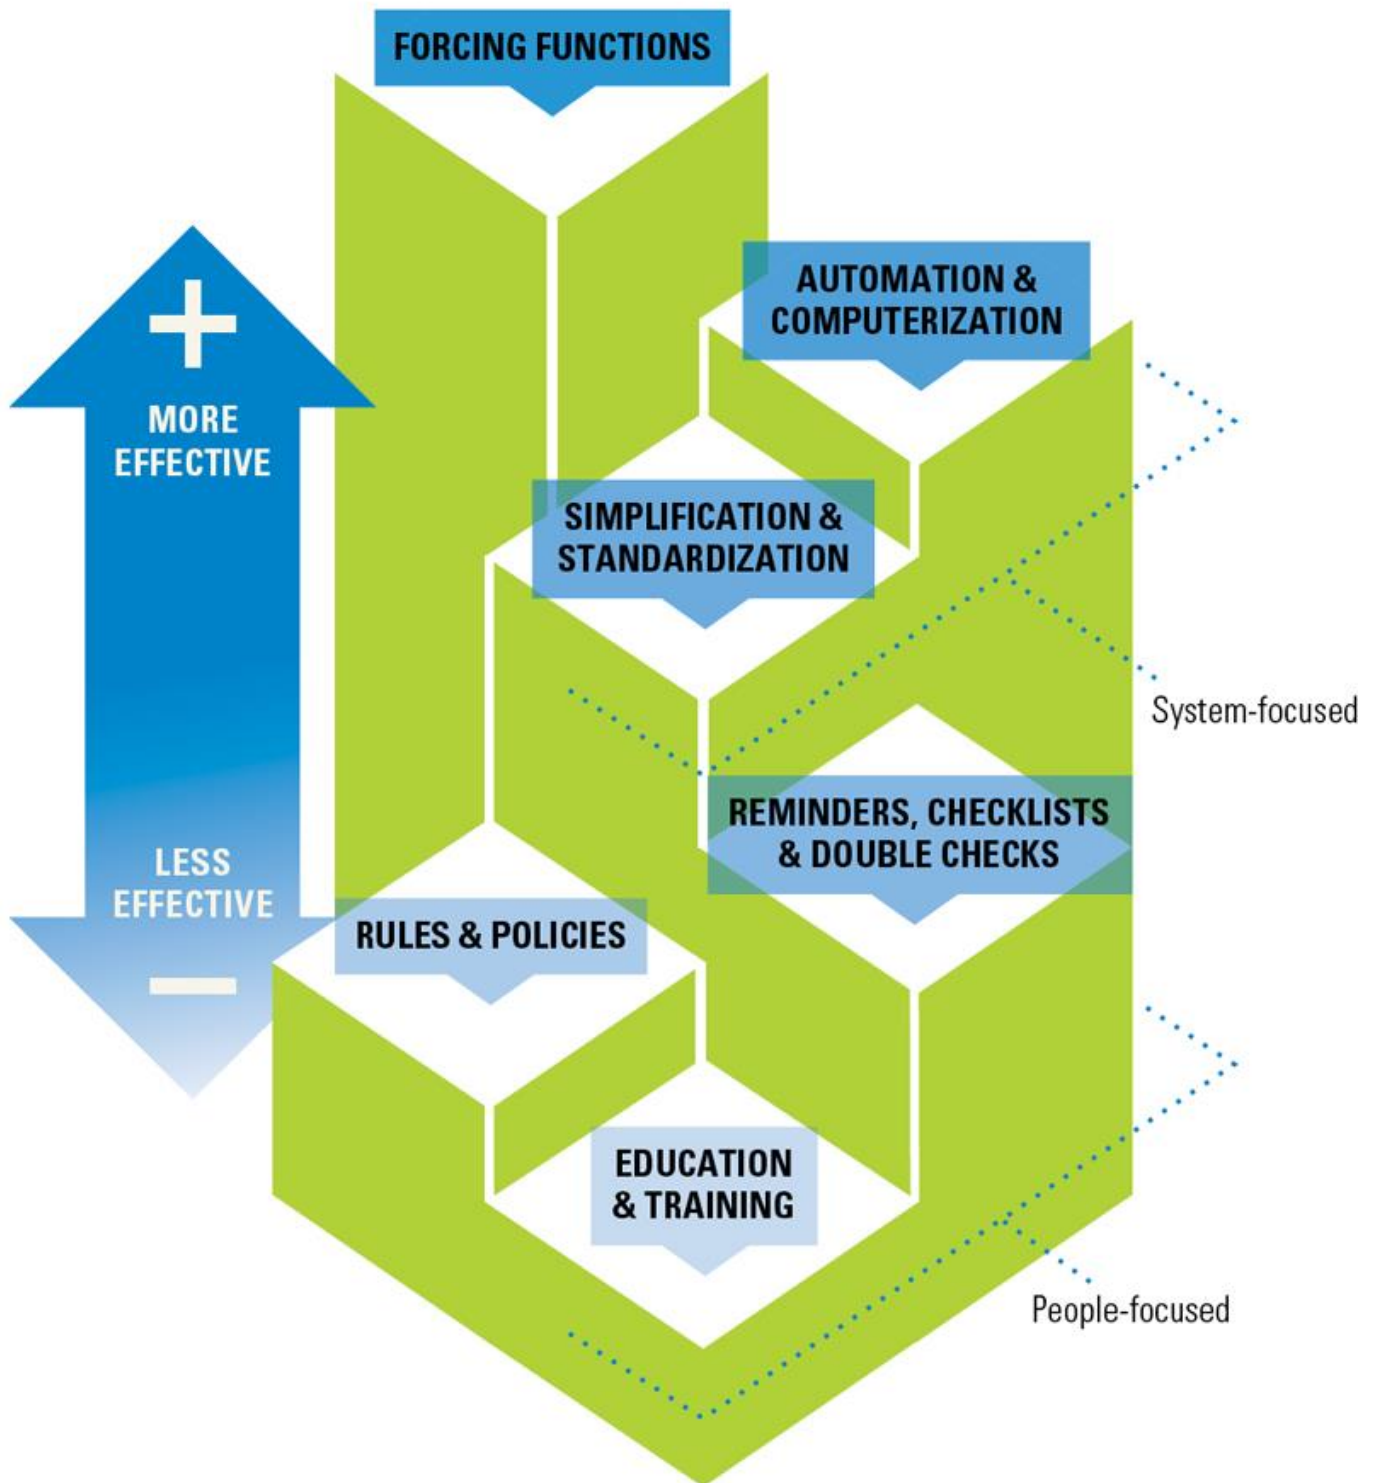 FORCING FUNCTIONS
AUTOMATION &
COMPUTERIZATION
MORE
EFFECTIVE
SIMPLIFICATION &
STANDARDIZATION
System-focused
REMINDERS, CHECKLISTS
& DOUBLE CHECKS
LESS
EFFECTIVE
RULES & POLICIES
EDUCATION
& TRAINING
People-focused